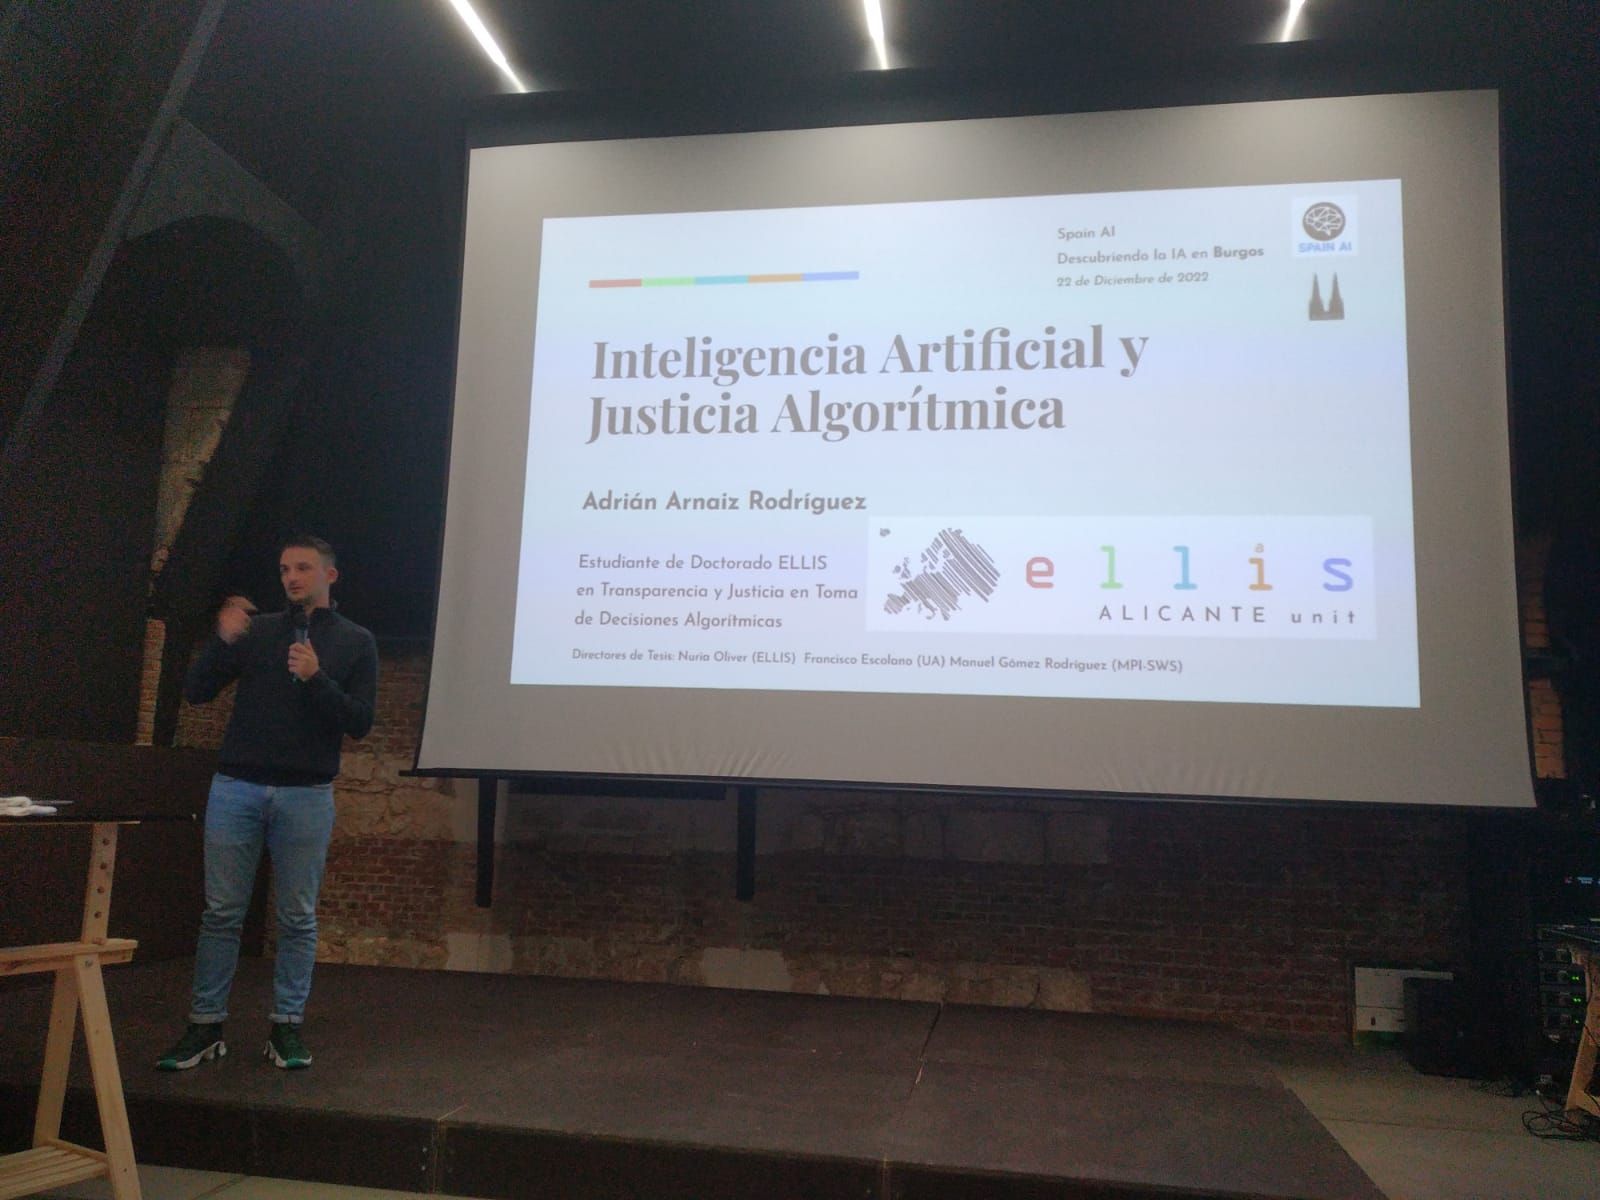 Spain AI
Descubriendo la IA en Burgos
22 de Diciembre de 2022
SPAIN AI
Inteligencia Artificial y
Justicia Algorítmica
Adrián Arnaiz Rodríguez
Estudiante de Doctorado ELLIS
en Transparencia y Justicia en Toma
de Decisiones Algorítmicas
ellis
ALICANTE unit
Directores de Tesis: Nuria Oliver (ELLIS) Francisco Escolano (UA) Manuel Gómez Rodríguez (MPI-SWS)